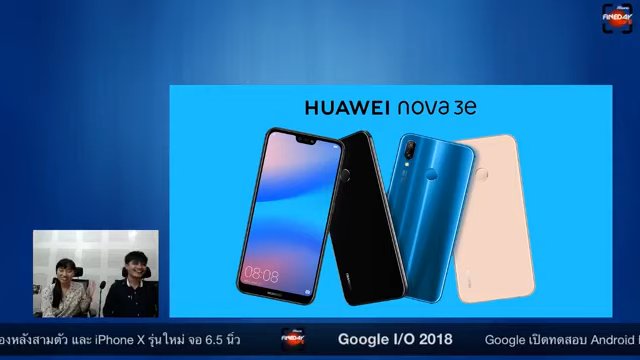 FINEDAY
HUAWEI nova 3e
08:08
องหลังสามตัว และ iPhone X รุ่นใหม่ จอ 6.5 นิ้ว
FINEDAY
Google I/O 2018
Google เปิดทดสอบ Android